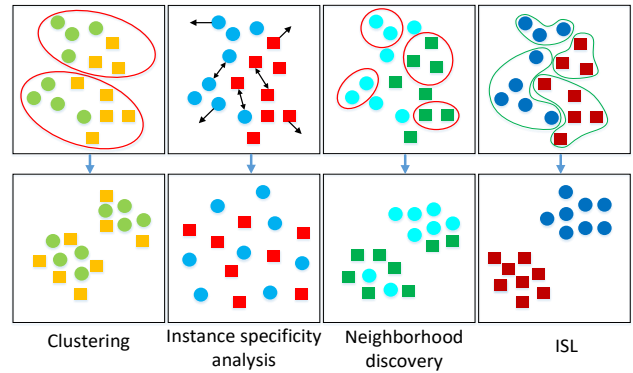 Clustering
Instance specificity
analysis
Neighborhood
discovery
ISL